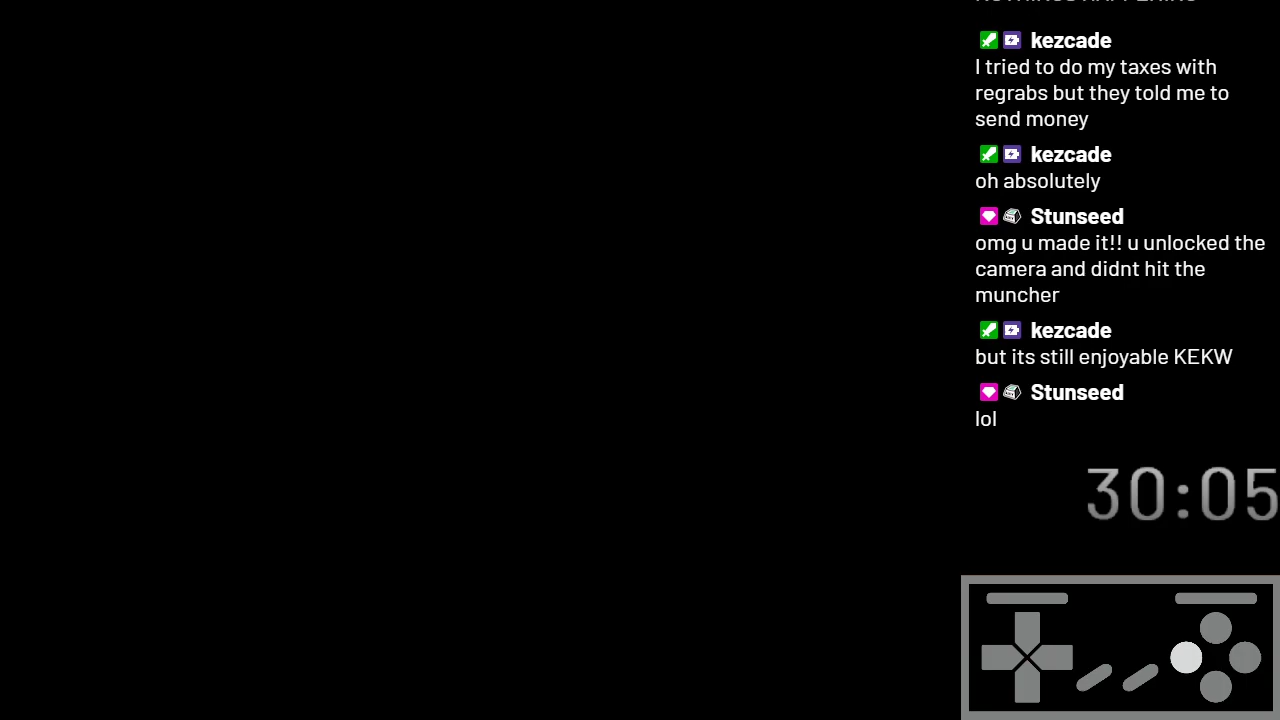 kezcade
I tried to do my taxes with
regrabs but they told me to
send money
kezcade
oh absolutely
Stunseed
omg u made it!! u unlocked the
camera and didnt hit the
muncher
kezcade
but its still enjoyable KEKW
Stunseed
lol
30:05